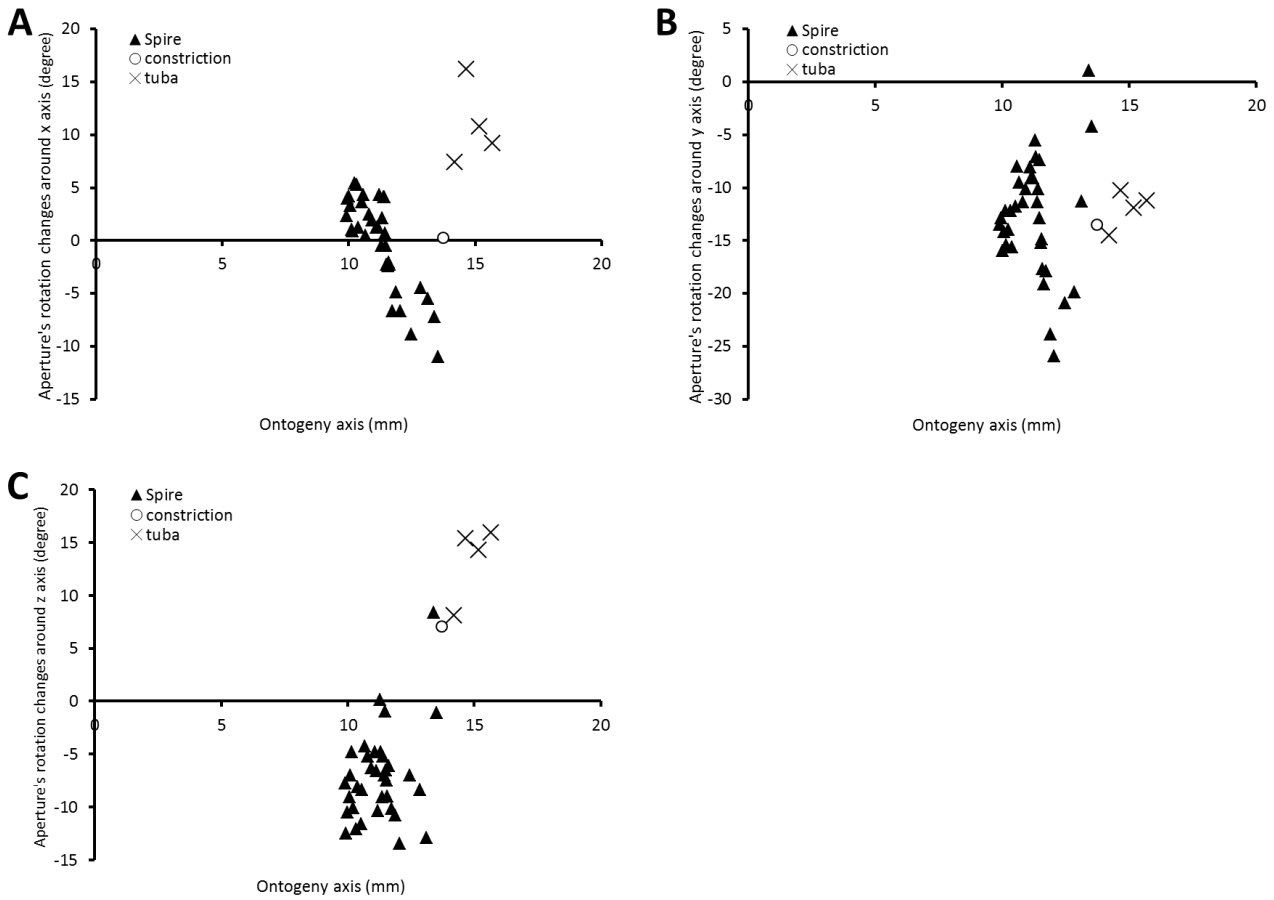 A
Aperture's rotation changes around x axis (degree)
20
15
10
5
0
-5
-10
-15
Spire
constriction
tuba
0 5 10 15 20
Ontogeny axis (mm)
B
Aperture's rotation changes around y axis (degree)
5
0
-5
-10
-15
-20
-25
-30
Spire
constriction
tuba
0 5 10 15 20
Ontogeny axis (mm)
C
Aperture's rotation changes around z axis (degree)
20
15
10
5
0
-5
-10
-15
Spire
constriction
tuba
0 5 10 15 20
Ontogeny axis (mm)